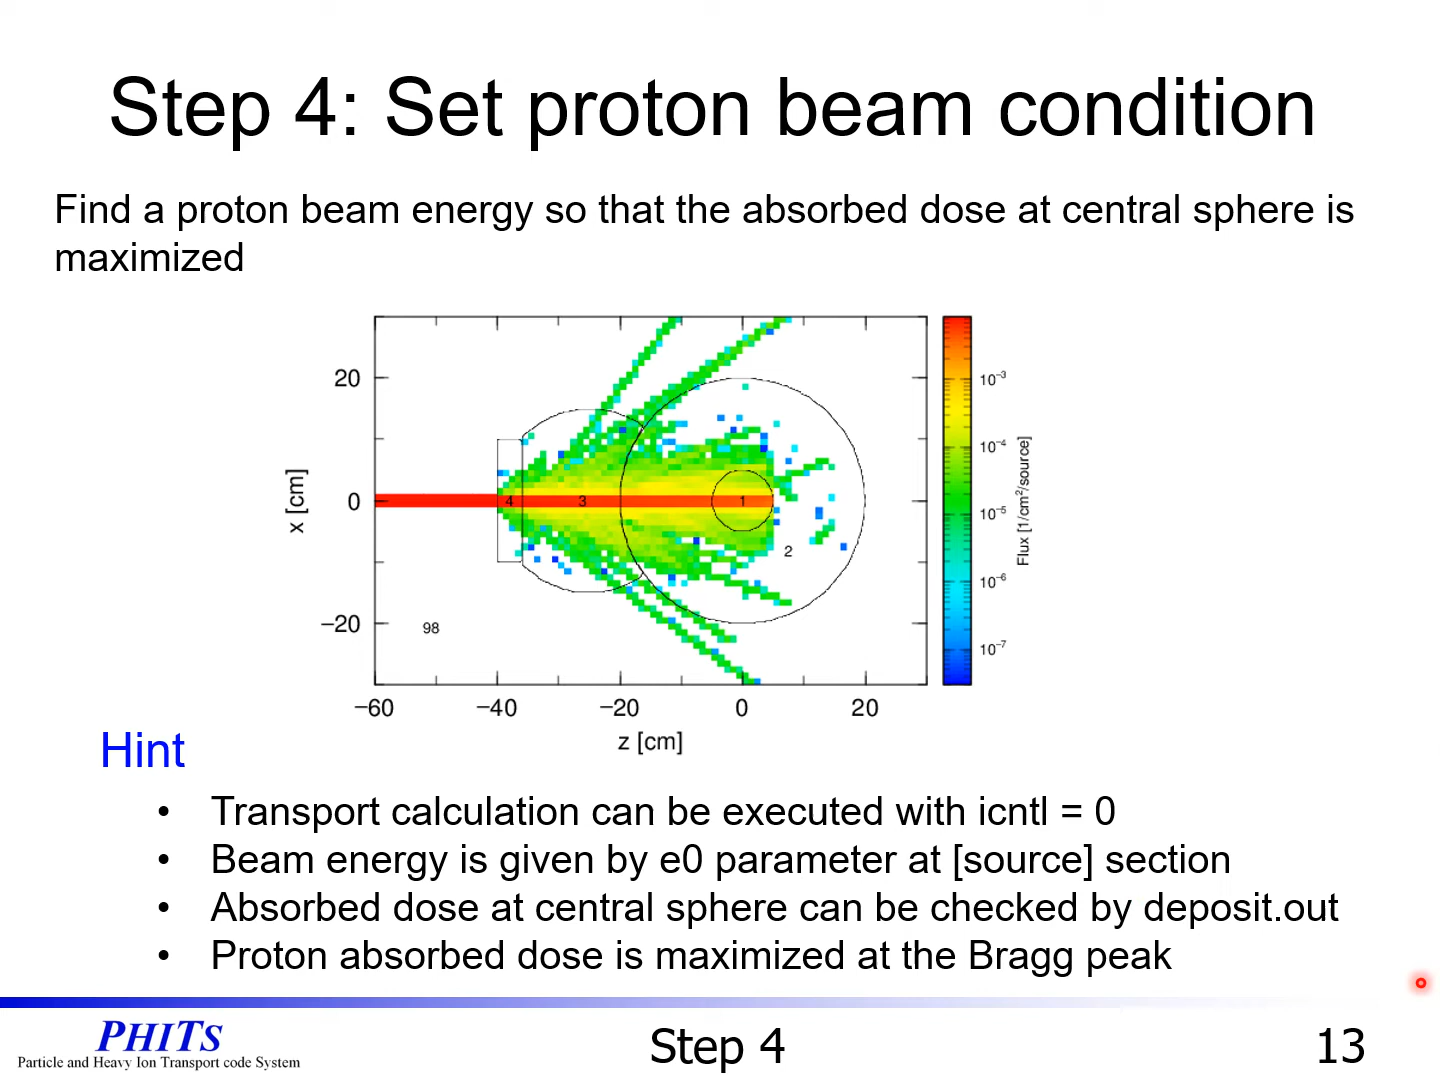 Step 4: Set proton beam condition
Find a proton beam energy so that the absorbed dose at central sphere is
maximized
20
0
−20
x [cm]
4
3
1
2
98
−60
−40
−20
0
20
z [cm]
10−3
10−4
10−5
10−6
10−7
Flux [1/cm2/source]
Hint
• Transport calculation can be executed with icntl = 0
• Beam energy is given by e0 parameter at [source] section
• Absorbed dose at central sphere can be checked by deposit.out
• Proton absorbed dose is maximized at the Bragg peak
PHITS
Particle and Heavy Ion Transport code System
Step 4
13